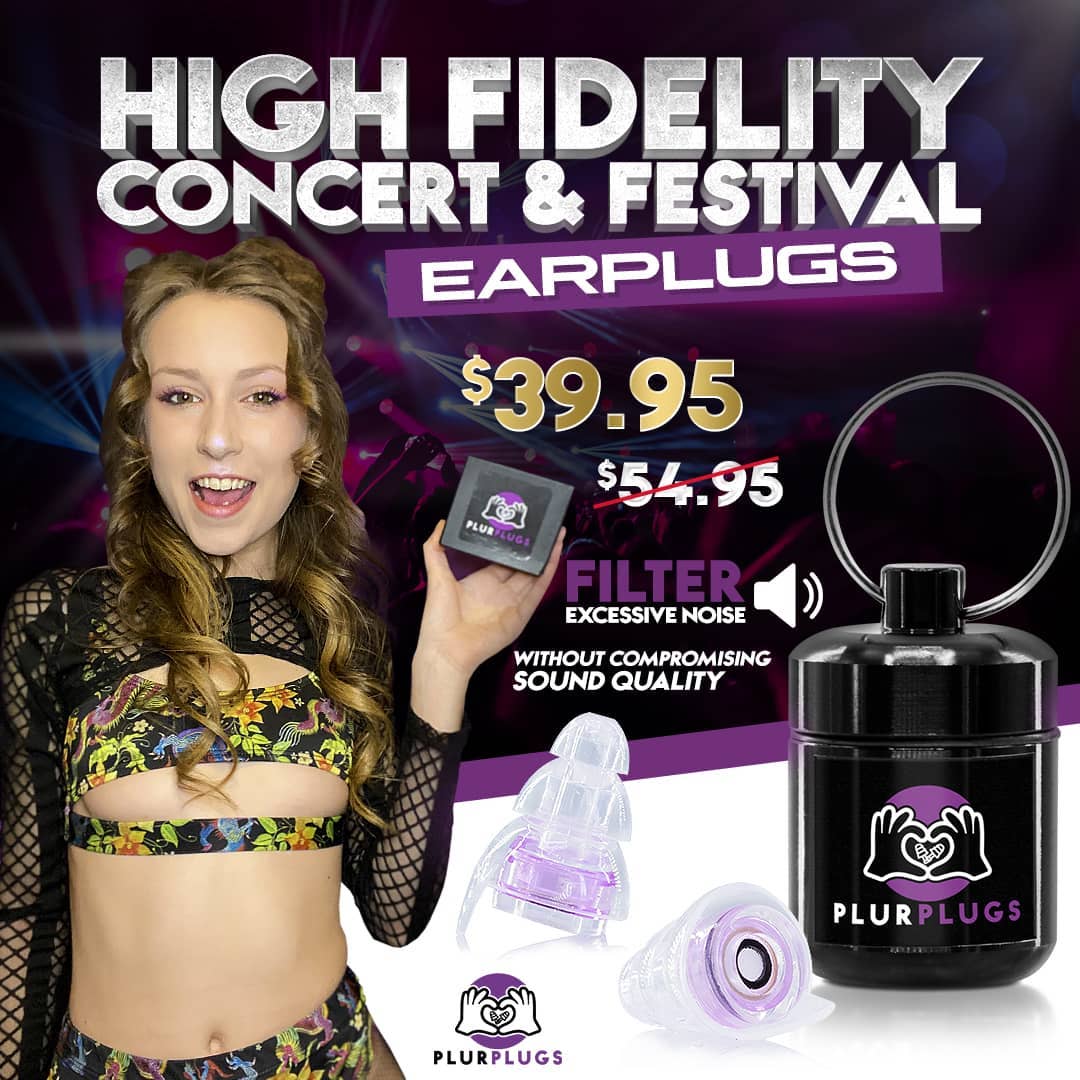 HIGH FIDELITY
CONCERT & FESTIVAL
EARPLUGS
$39.95
$54.95
PLURPLUGS
FILTER
EXCESSIVE NOISE
WITHOUT COMPROMISING
SOUND QUALITY
PLURPLUGS
PLURPLUGS